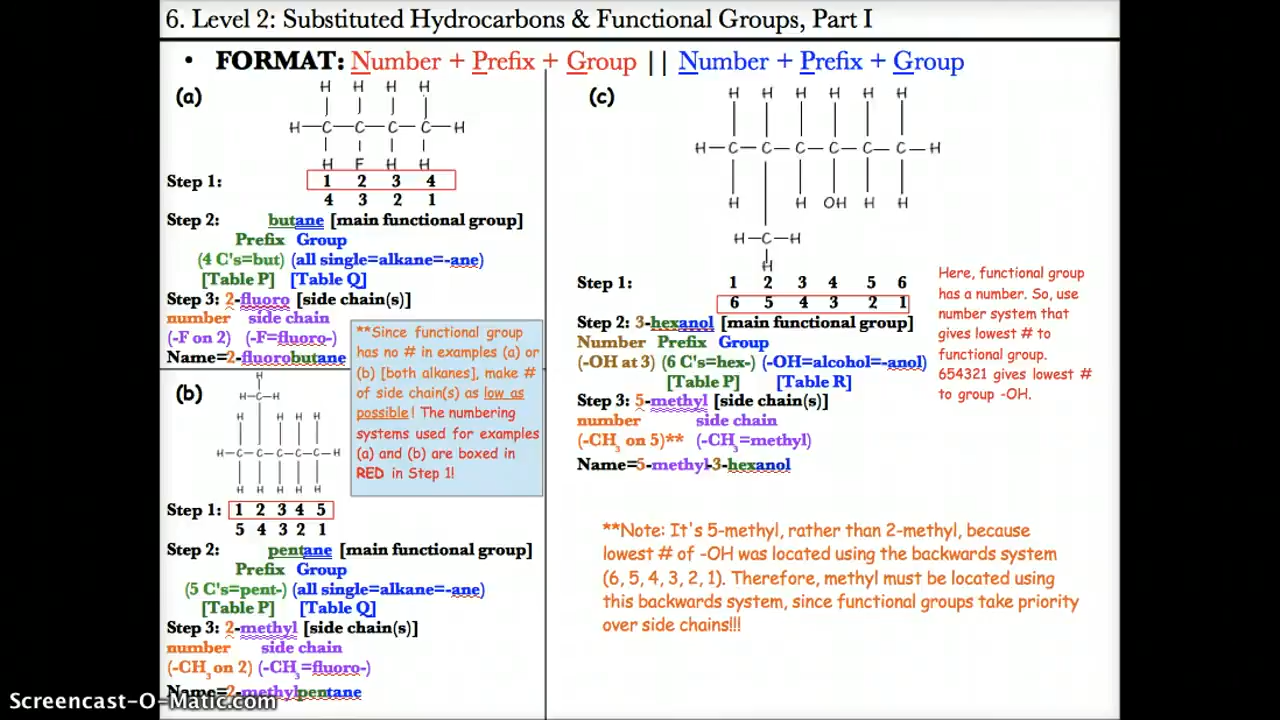 6. Level 2: Substituted Hydrocarbons & Functional Groups, Part I
• FORMAT: Number + Prefix + Group || Number + Prefix + Group
(a)
H H H H
H—C—C—C—C—H
H F H H
Step 1: 1 2 3 4
4 3 2 1
Step 2: butane [main functional group]
Prefix Group
(4 C's=but) (all single=alkane=-ane)
[Table P] [Table Q]
Step 3: 2-fluoro [side chain(s)]
number side chain
(-F on 2) (-F=fluoro-)
Name=2-fluorobutane
**Since functional group
has no # in examples (a) or
(b) [both alkanes], make #
of side chain(s) as low as
possible! The numbering
systems used for examples
(a) and (b) are boxed in
RED in Step 1!
(b)
H
H—C—H
H H H H
H—C—C—C—C—C—H
H H H H H
Step 1: 1 2 3 4 5
5 4 3 2 1
Step 2: pentane [main functional group]
Prefix Group
(5 C's=pent-) (all single=alkane=-ane)
[Table P] [Table Q]
Step 3: 2-methyl [side chain(s)]
number side chain
(-CH3 on 2) (-CH3=fluoro-)
Name=2-methylpentane
(c)
H H H H H H
H—C—C—C—C—C—C—H
H H OH H H
H—C—H
H
Step 1: 1 2 3 4 5 6
6 5 4 3 2 1
Step 2: 3-hexanol [main functional group]
Number Prefix Group
(-OH at 3) (6 C's=hex-) (-OH=alcohol=-anol)
[Table P] [Table R]
Step 3: 5-methyl [side chain(s)]
number side chain
(-CH3 on 5)** (-CH3=methyl)
Name=5-methyl-3-hexanol
Here, functional group
has a number. So, use
number system that
gives lowest # to
functional group.
654321 gives lowest #
to group -OH.
**Note: It's 5-methyl, rather than 2-methyl, because
lowest # of -OH was located using the backwards system
(6, 5, 4, 3, 2, 1). Therefore, methyl must be located using
this backwards system, since functional groups take priority
over side chains!!!
Screencast-O-Matic.com